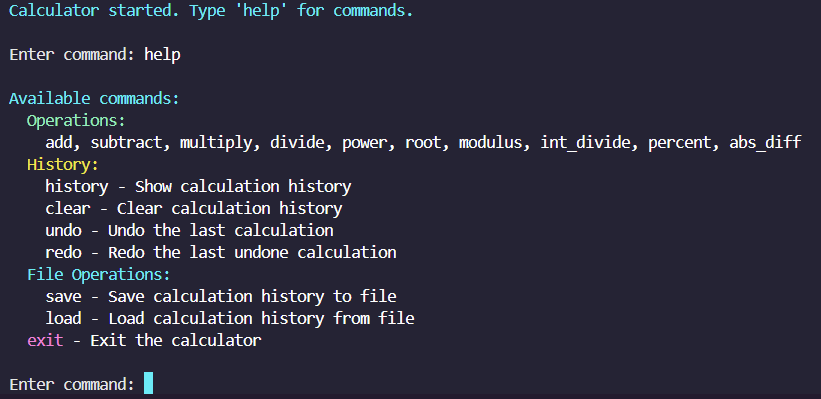 Calculator started. Type 'help' for commands.
Enter command: help
Available commands:
Operations:
add, subtract, multiply, divide, power, root, modulus, int_divide, percent, abs_diff
History:
history - Show calculation history
clear - Clear calculation history
undo - Undo the last calculation
redo - Redo the last undone calculation
File Operations:
save - Save calculation history to file
load - Load calculation history from file
exit - Exit the calculator
Enter command: